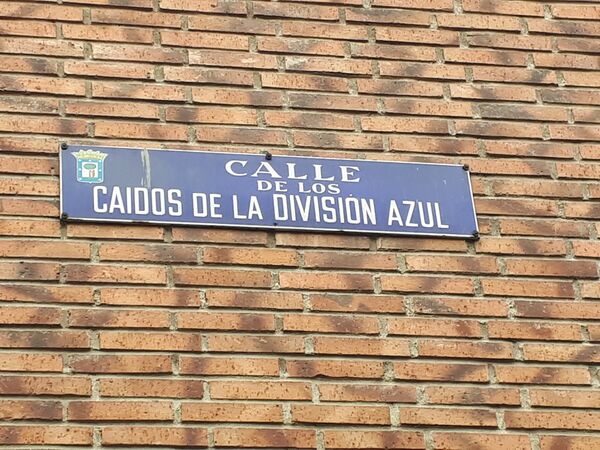 CALLE
DE LOS
CAIDOS DE LA DIVISIÓN AZUL